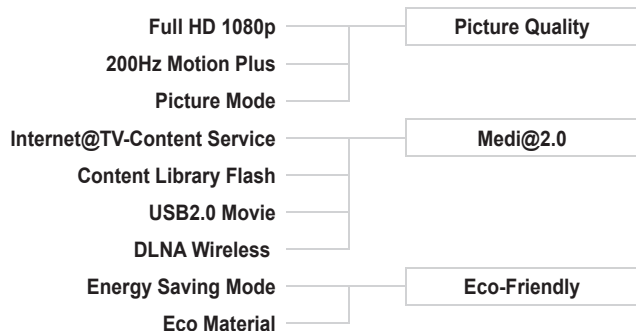 Full HD 1080p
Picture Quality
200Hz Motion Plus
Picture Mode
Internet@TV-Content Service
Medi@2.0
Content Library Flash
USB2.0 Movie
DLNA Wireless
Energy Saving Mode
Eco-Friendly
Eco Material